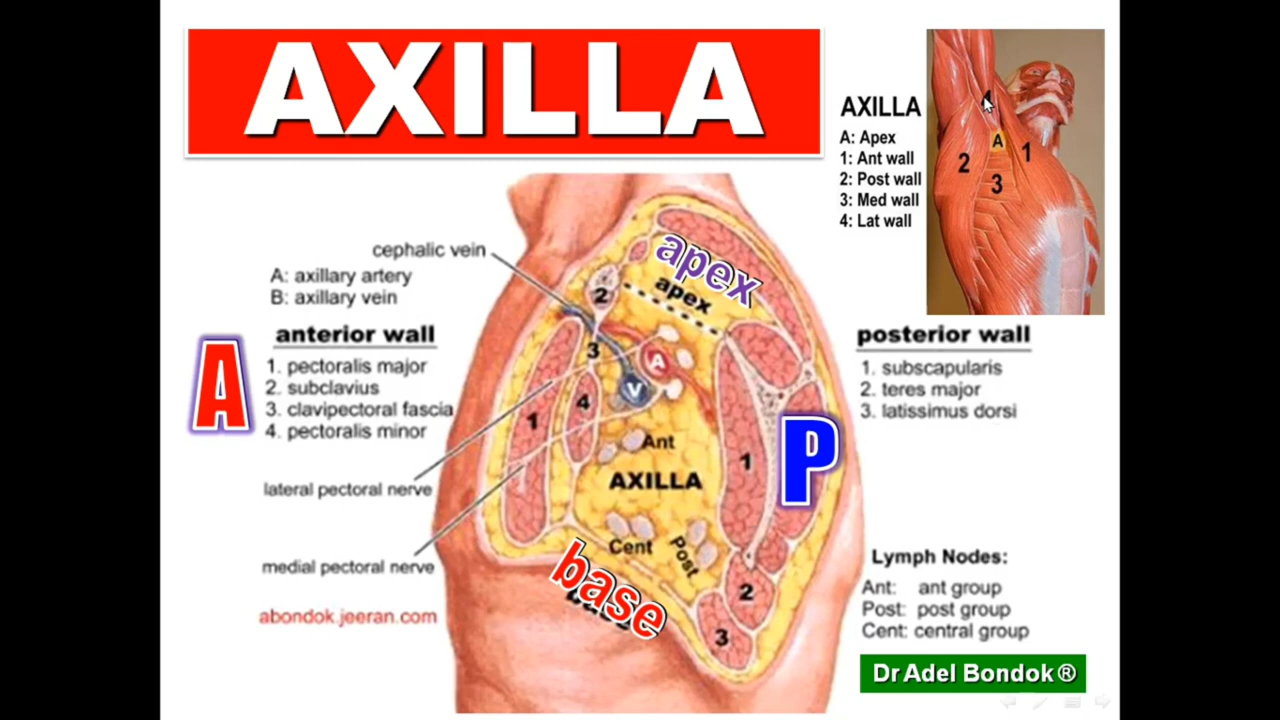 AXILLA
AXILLA
A: Apex
1: Ant wall
2: Post wall
3: Med wall
4: Lat wall
A
1
2
3
4
cephalic vein
A: axillary artery
B: axillary vein
A
anterior wall
1. pectoralis major
2. subclavius
3. clavipectoral fascia
4. pectoralis minor
lateral pectoral nerve
medial pectoral nerve
abondok.jeeran.com
apex
apex
2
3
A
V
4
1
Ant
AXILLA
1
P
Cent
Post
base
2
3
posterior wall
1. subscapularis
2. teres major
3. latissimus dorsi
Lymph Nodes:
Ant: ant group
Post: post group
Cent: central group
Dr Adel Bondok ®